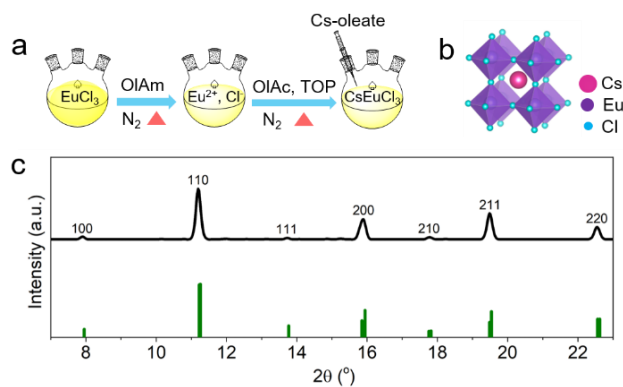 a
EuCl₃
OlAm
N₂
Eu²⁺, Cl⁻
OlAc, TOP
N₂
Cs-oleate
CsEuCl₃
b
Cs
Eu
Cl
c
Intensity (a.u.)
100
110
111
200
210
211
220
8
10
12
14
16
18
20
22
2θ (°)